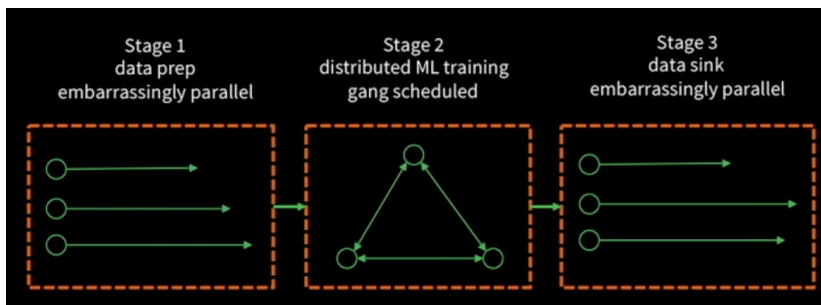 Stage 1
data prep
embarrassingly parallel
Stage 2
distributed ML training
gang scheduled
Stage 3
data sink
embarrassingly parallel